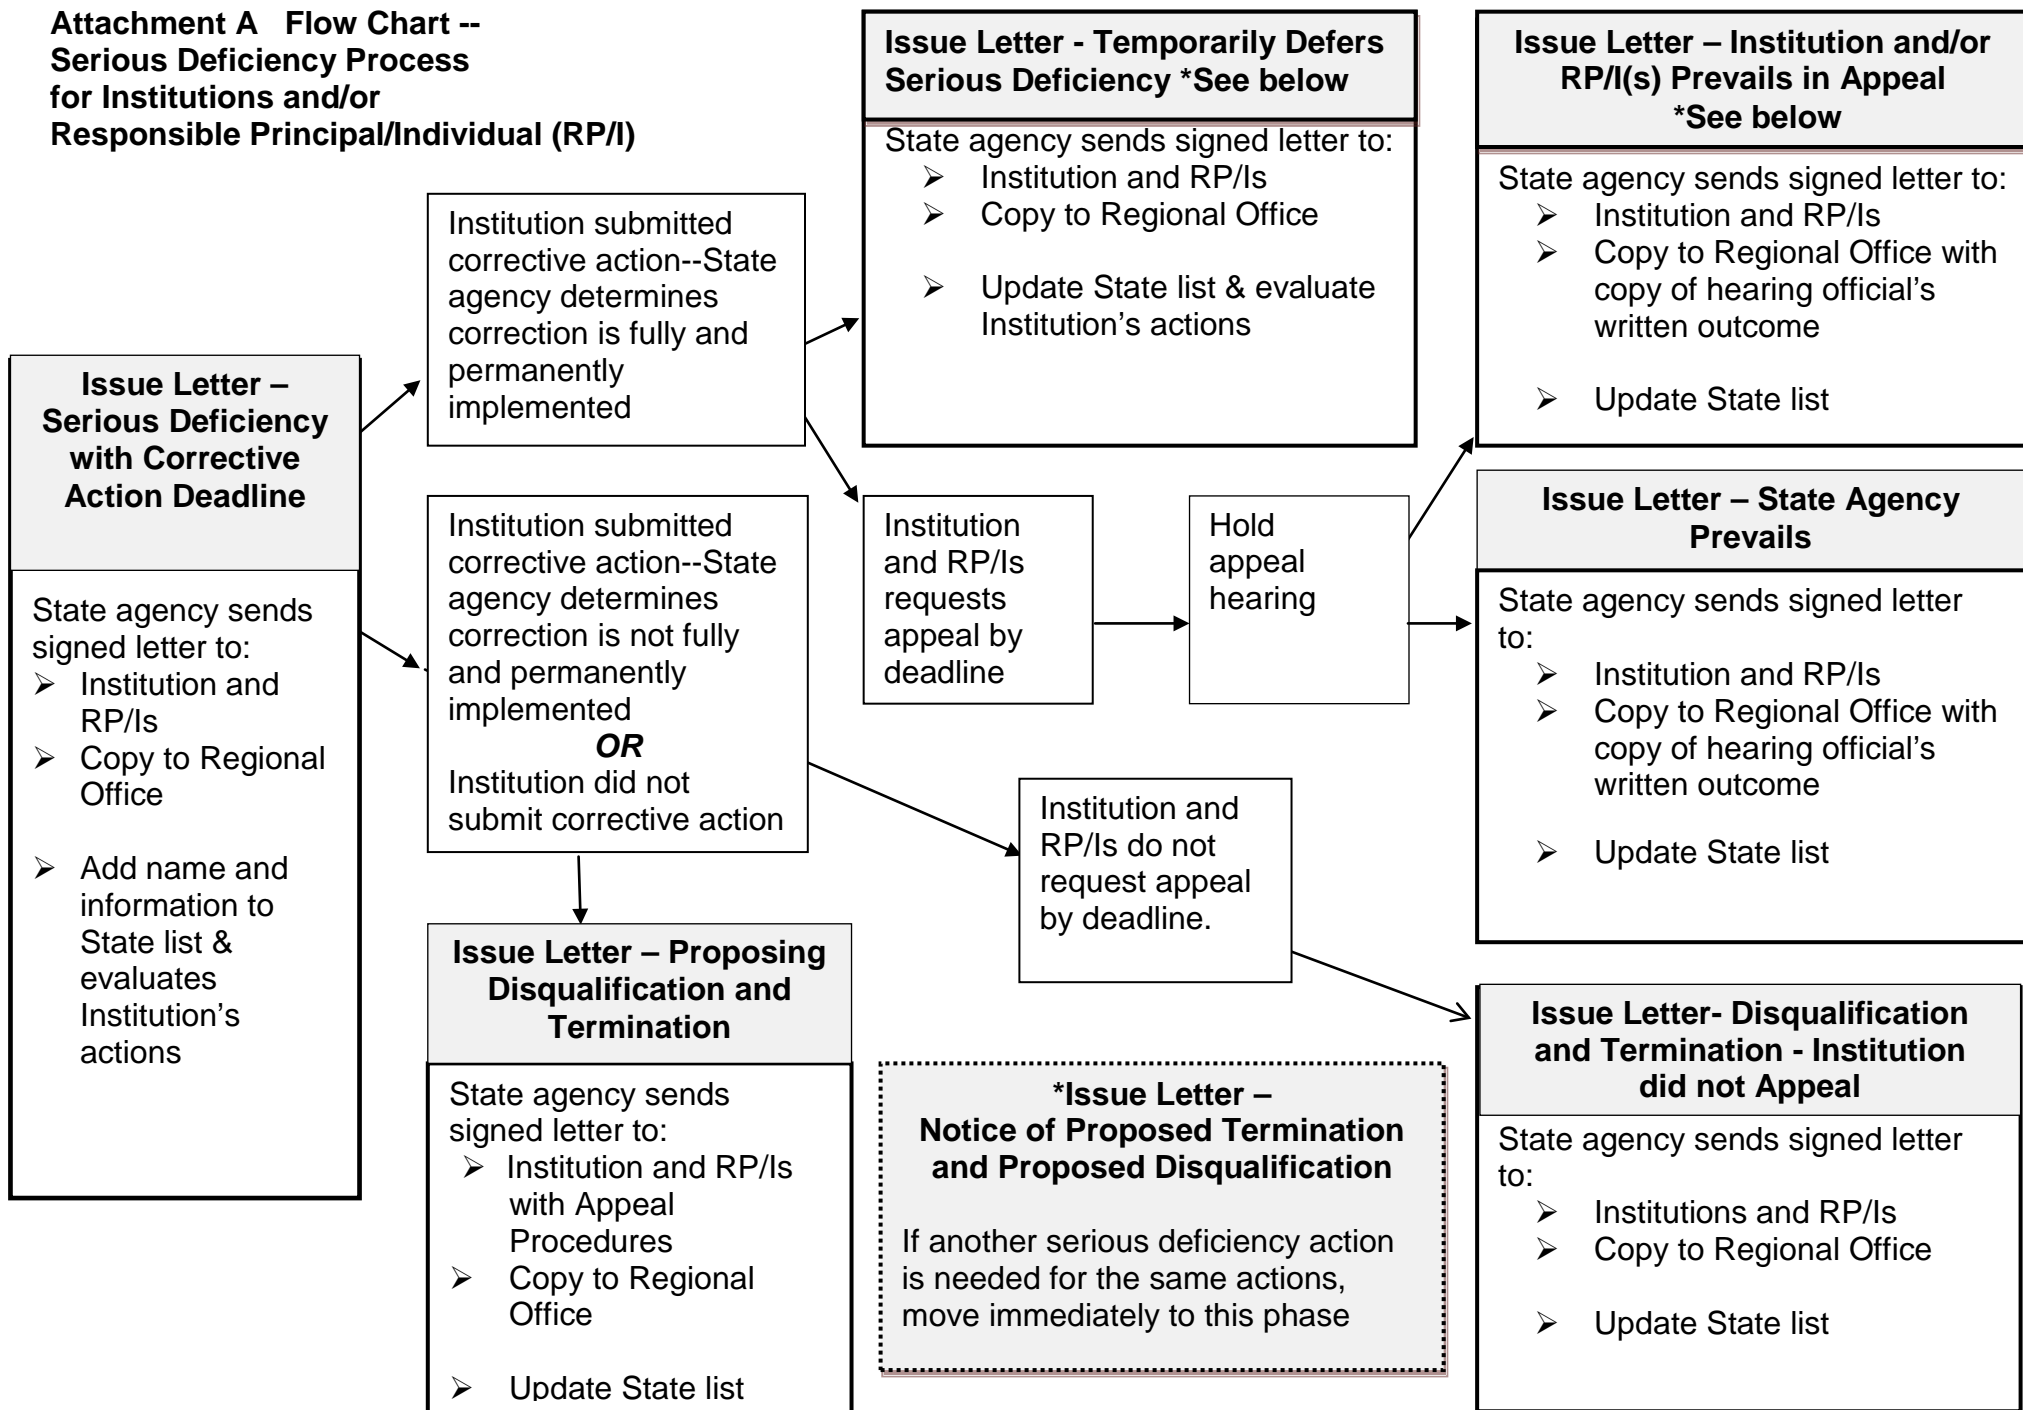 Attachment A   Flow Chart --
Serious Deficiency Process
for Institutions and/or
Responsible Principal/Individual (RP/I)
Issue Letter –
Serious Deficiency
with Corrective
Action Deadline
State agency sends
signed letter to:
➢ Institution and
RP/Is
➢ Copy to Regional
Office
➢ Add name and
information to
State list &
evaluates
Institution’s
actions
Institution submitted
corrective action--State
agency determines
correction is fully and
permanently
implemented
Institution submitted
corrective action--State
agency determines
correction is not fully
and permanently
implemented
OR
Institution did not
submit corrective action
Issue Letter – Proposing
Disqualification and
Termination
State agency sends
signed letter to:
➢ Institution and RP/Is
with Appeal
Procedures
➢ Copy to Regional
Office
➢ Update State list
Issue Letter - Temporarily Defers
Serious Deficiency *See below
State agency sends signed letter to:
➢ Institution and RP/Is
➢ Copy to Regional Office
➢ Update State list & evaluate
Institution’s actions
Institution
and RP/Is
requests
appeal by
deadline
Hold
appeal
hearing
Institution and
RP/Is do not
request appeal
by deadline.
*Issue Letter –
Notice of Proposed Termination
and Proposed Disqualification
If another serious deficiency action
is needed for the same actions,
move immediately to this phase
Issue Letter – Institution and/or
RP/I(s) Prevails in Appeal
*See below
State agency sends signed letter to:
➢ Institution and RP/Is
➢ Copy to Regional Office with
copy of hearing official’s
written outcome
➢ Update State list
Issue Letter – State Agency
Prevails
State agency sends signed letter
to:
➢ Institution and RP/Is
➢ Copy to Regional Office with
copy of hearing official’s
written outcome
➢ Update State list
Issue Letter- Disqualification
and Termination - Institution
did not Appeal
State agency sends signed letter
to:
➢ Institutions and RP/Is
➢ Copy to Regional Office
➢ Update State list